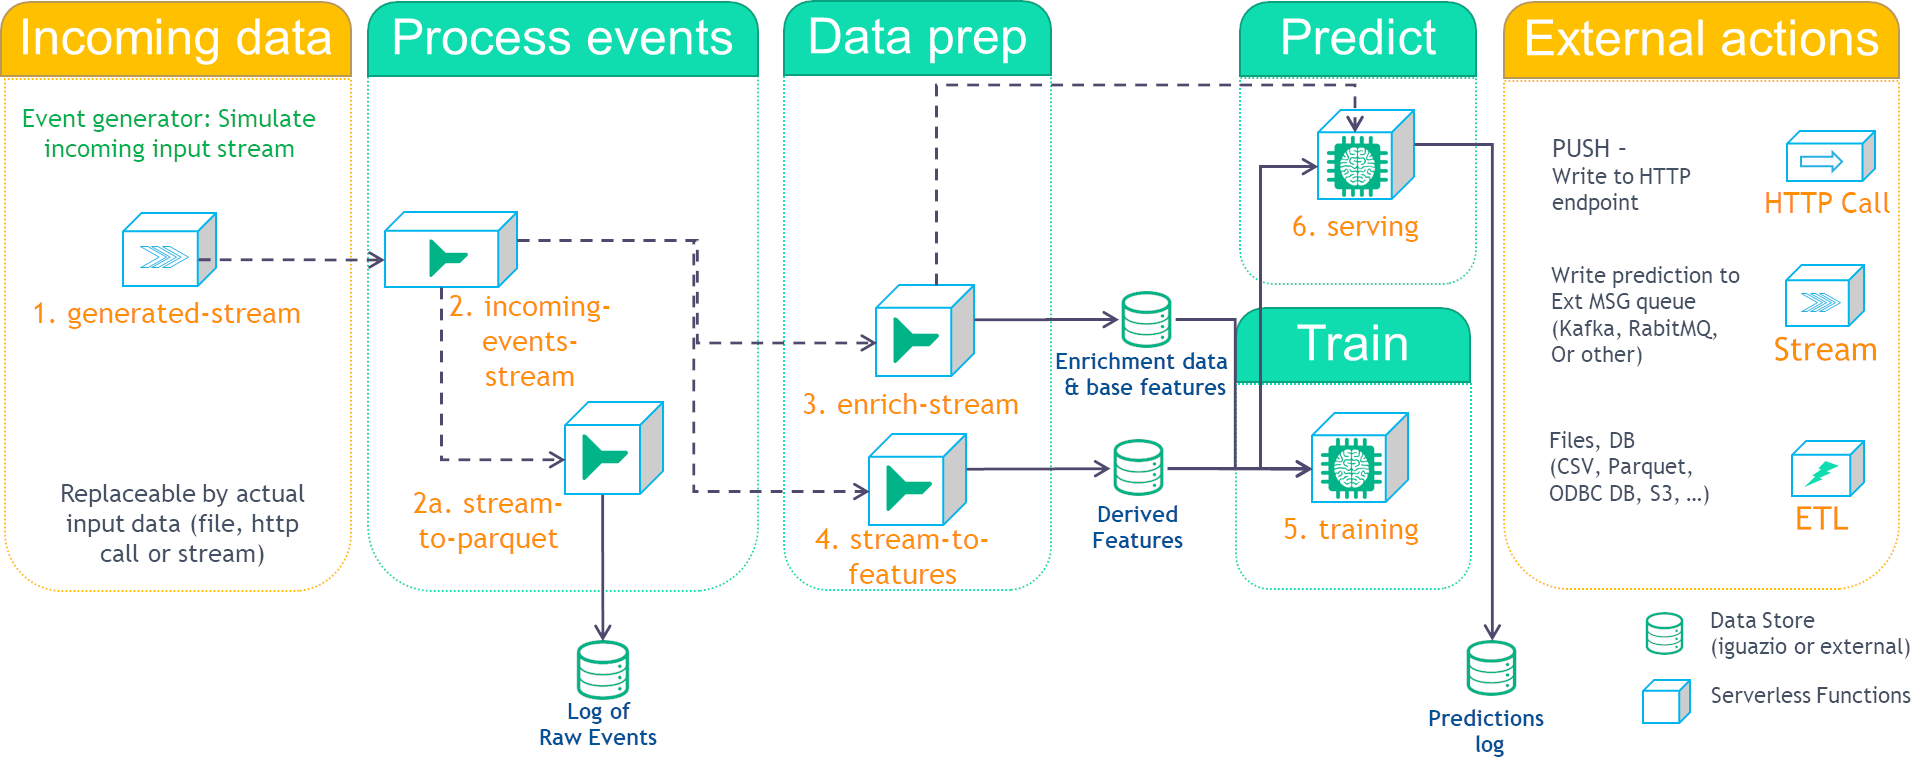 Incoming data
Event generator: Simulate
incoming input stream
1. generated-stream
Replaceable by actual
input data (file, http
call or stream)
Process events
2. incoming-
events-
stream
2a. stream-
to-parquet
Log of
Raw Events
Data prep
3. enrich-stream
4. stream-to-
features
Enrichment data
& base features
Derived
Features
Predict
6. serving
Train
5. training
Predictions
log
External actions
PUSH –
Write to HTTP
endpoint
HTTP Call
Write prediction to
Ext MSG queue
(Kafka, RabitMQ,
Or other)
Stream
Files, DB
(CSV, Parquet,
ODBC DB, S3, …)
ETL
Data Store
(iguazio or external)
Serverless Functions